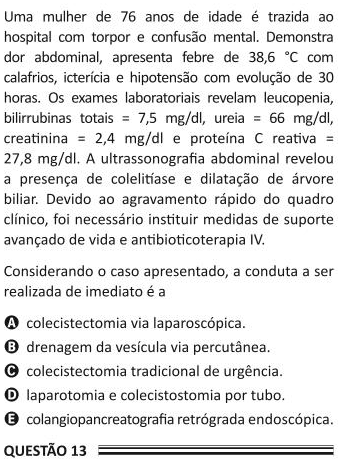 Uma mulher de 76 anos de idade é trazida ao
hospital com torpor e confusão mental. Demonstra
dor abdominal, apresenta febre de 38,6 °C com
calafrios, icterícia e hipotensão com evolução de 30
horas. Os exames laboratoriais revelam leucopenia,
bilirrubinas totais = 7,5 mg/dl, ureia = 66 mg/dl,
creatinina = 2,4 mg/dl e proteína C reativa =
27,8 mg/dl. A ultrassonografia abdominal revelou
a presença de colelitíase e dilatação de árvore
biliar. Devido ao agravamento rápido do quadro
clínico, foi necessário instituir medidas de suporte
avançado de vida e antibioticoterapia IV.
Considerando o caso apresentado, a conduta a ser
realizada de imediato é a
A colecistectomia via laparoscópica.
B drenagem da vesícula via percutânea.
C colecistectomia tradicional de urgência.
D laparotomia e colecistostomia por tubo.
E colangiopancreatografia retrógrada endoscópica.
QUESTÃO 13